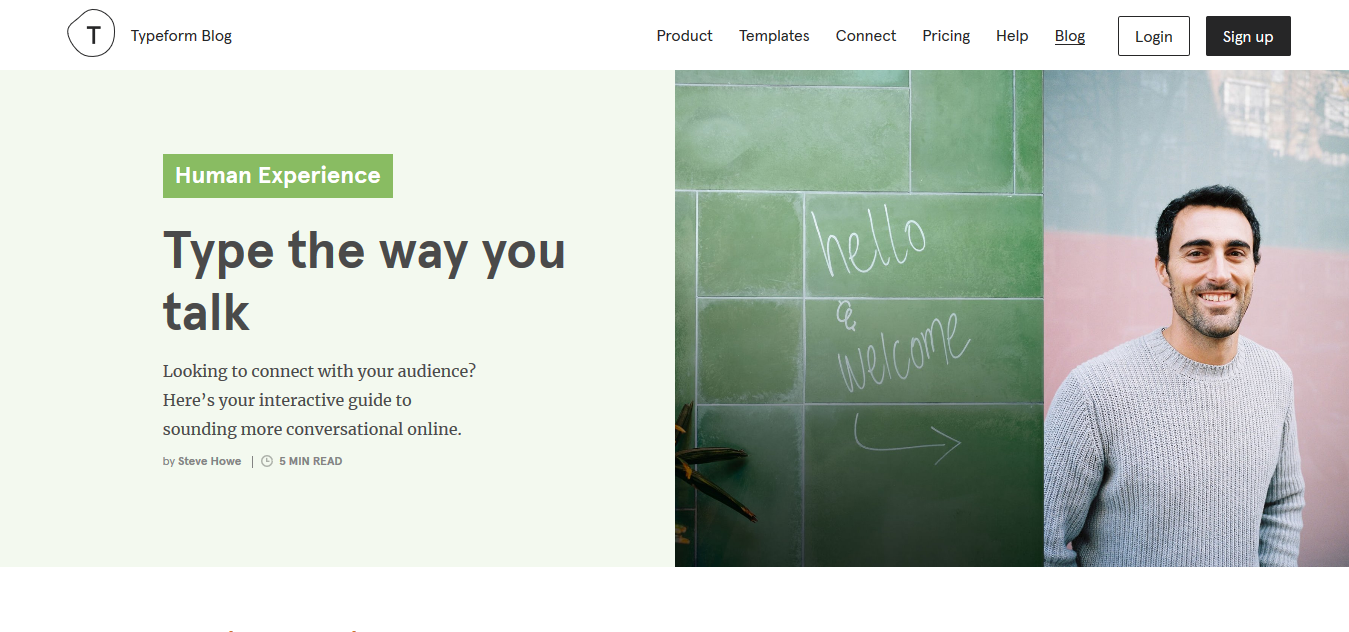 T
Typeform Blog
Product
Templates
Connect
Pricing
Help
Blog
Login
Sign up
Human Experience
Type the way you
talk
Looking to connect with your audience?
Here’s your interactive guide to
sounding more conversational online.
by Steve Howe | 5 MIN READ
hello
&
welcome